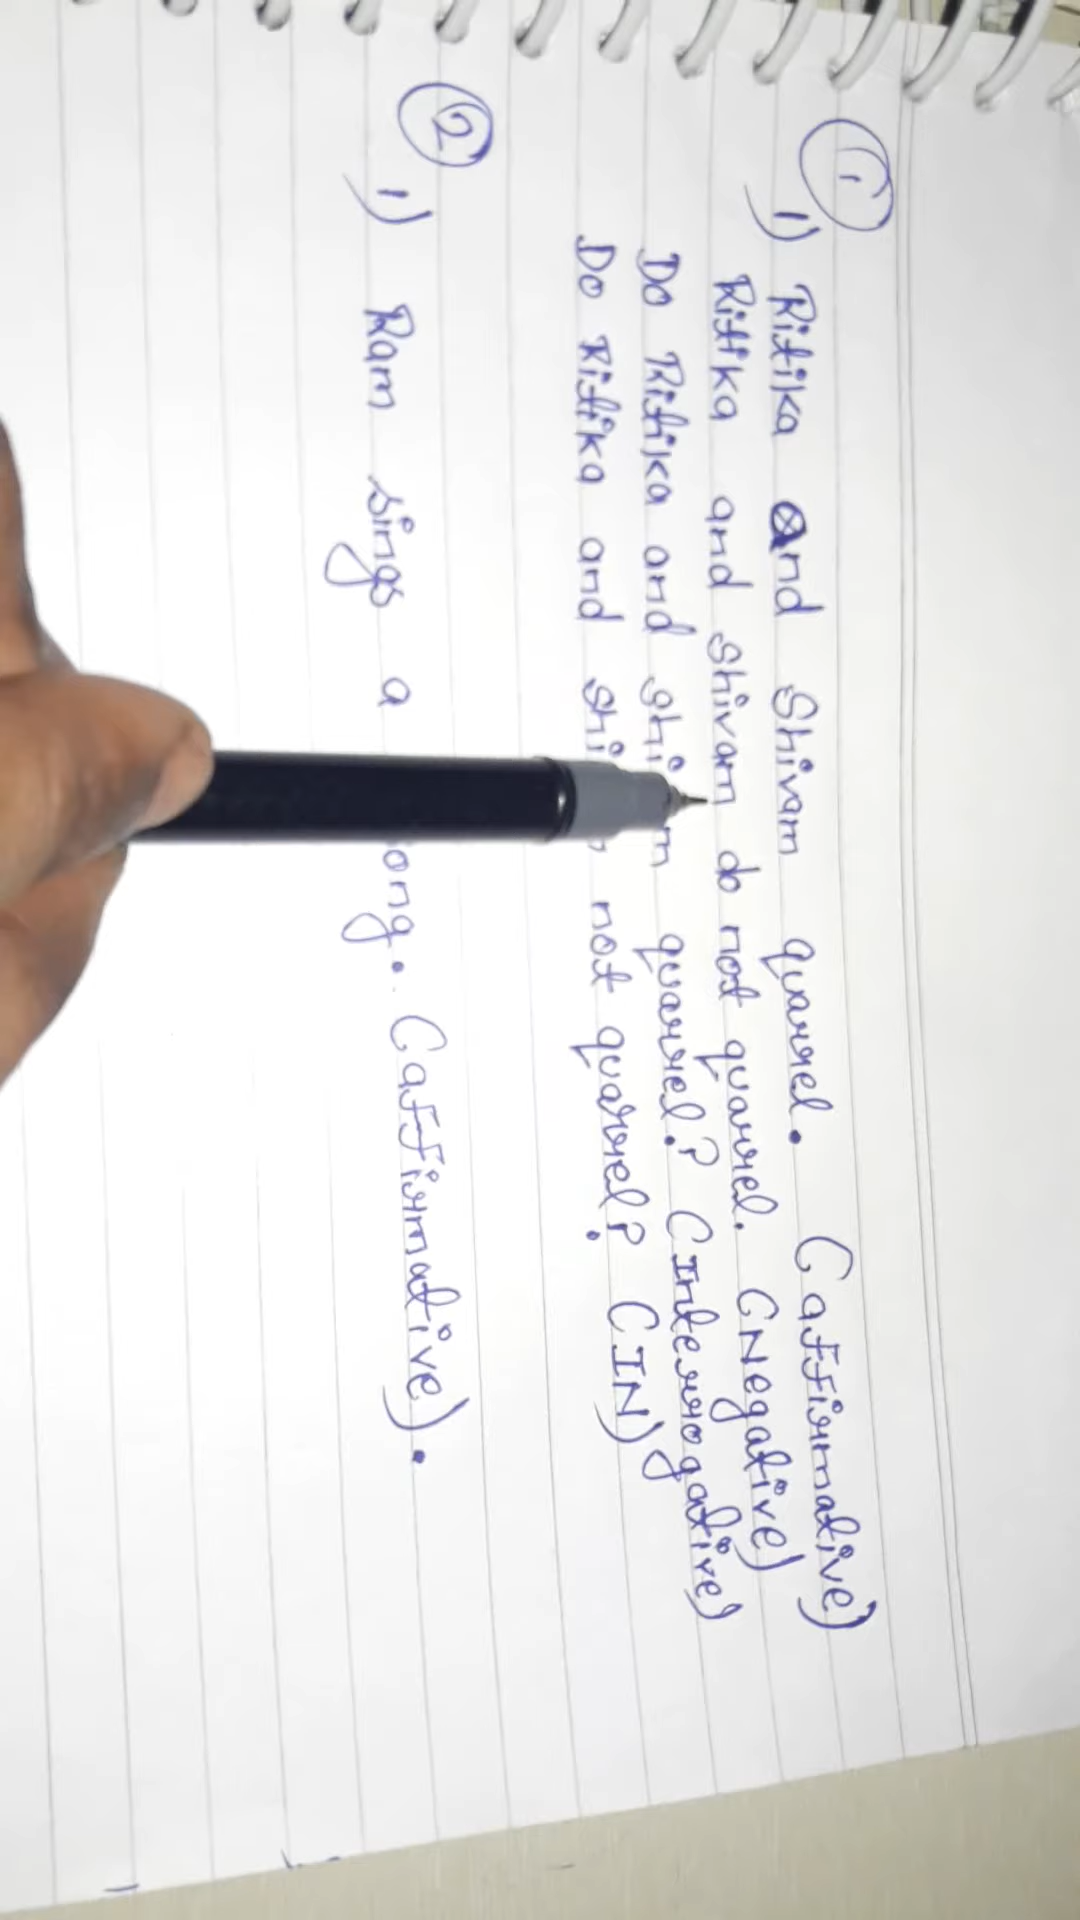 ① 1) Ritika and Shivam quarrel. (affirmative)
Ritika and Shivam do not quarrel. (Negative)
Do Ritika and quarrel? (Interrogative)
Do Ritika and not quarrel? (IN)
② 1) Ram sings a (affirmative).